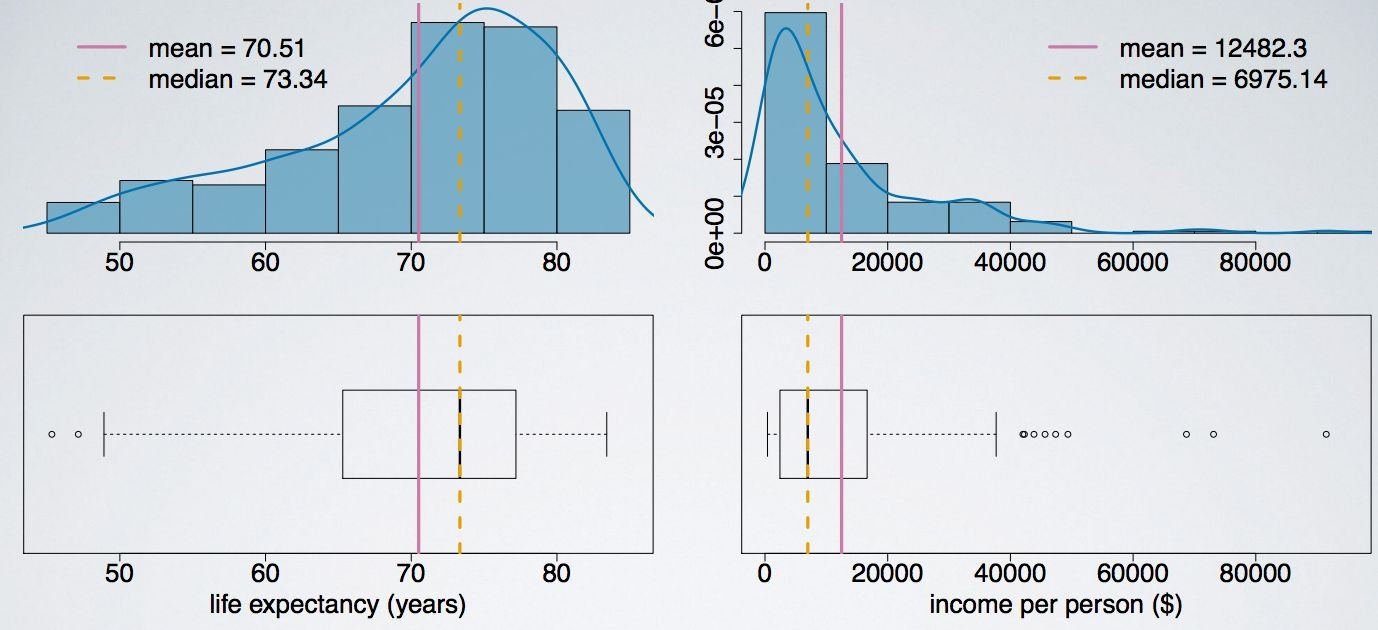 mean = 70.51
median = 73.34
50 60 70 80
mean = 12482.3
median = 6975.14
0e+00 3e−05
0 20000 40000 60000 80000
50 60 70 80
life expectancy (years)
0 20000 40000 60000 80000
income per person ($)